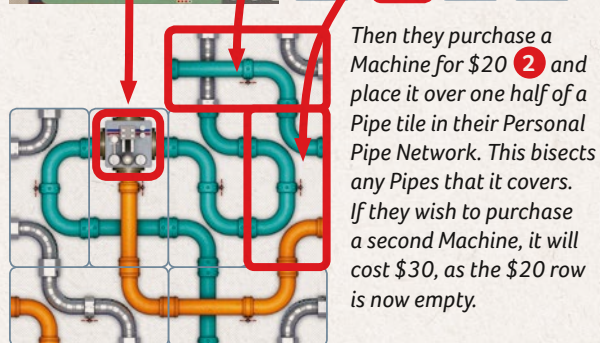 Then they purchase a
Machine for $20 2 and
place it over one half of a
Pipe tile in their Personal
Pipe Network. This bisects
any Pipes that it covers.
If they wish to purchase
a second Machine, it will
cost $30, as the $20 row
is now empty.